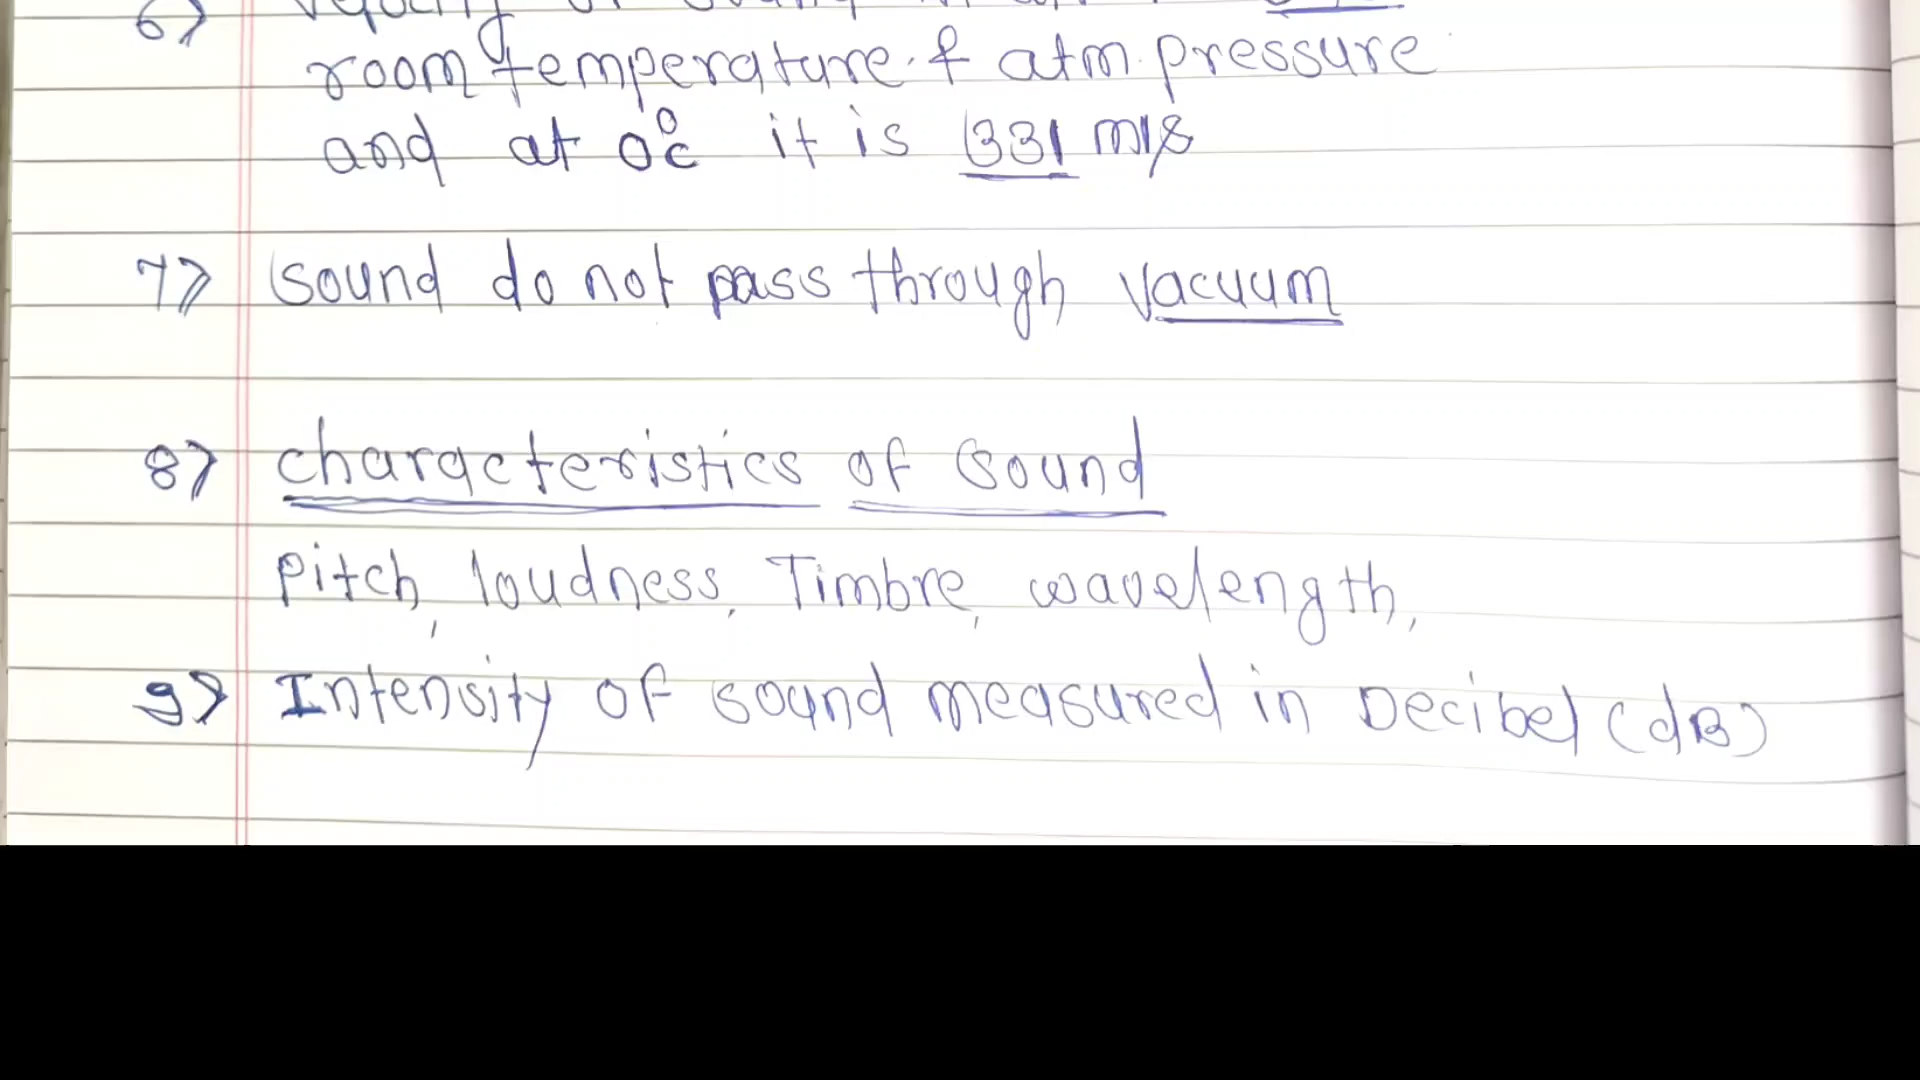 6>
room temperature & atm. pressure
and at 0°C it is 331 m/s
7> Sound do not pass through vacuum
8> characteristics of sound
Pitch, loudness, Timbre, wavelength,
9> Intensity of sound measured in Decibel (dB)